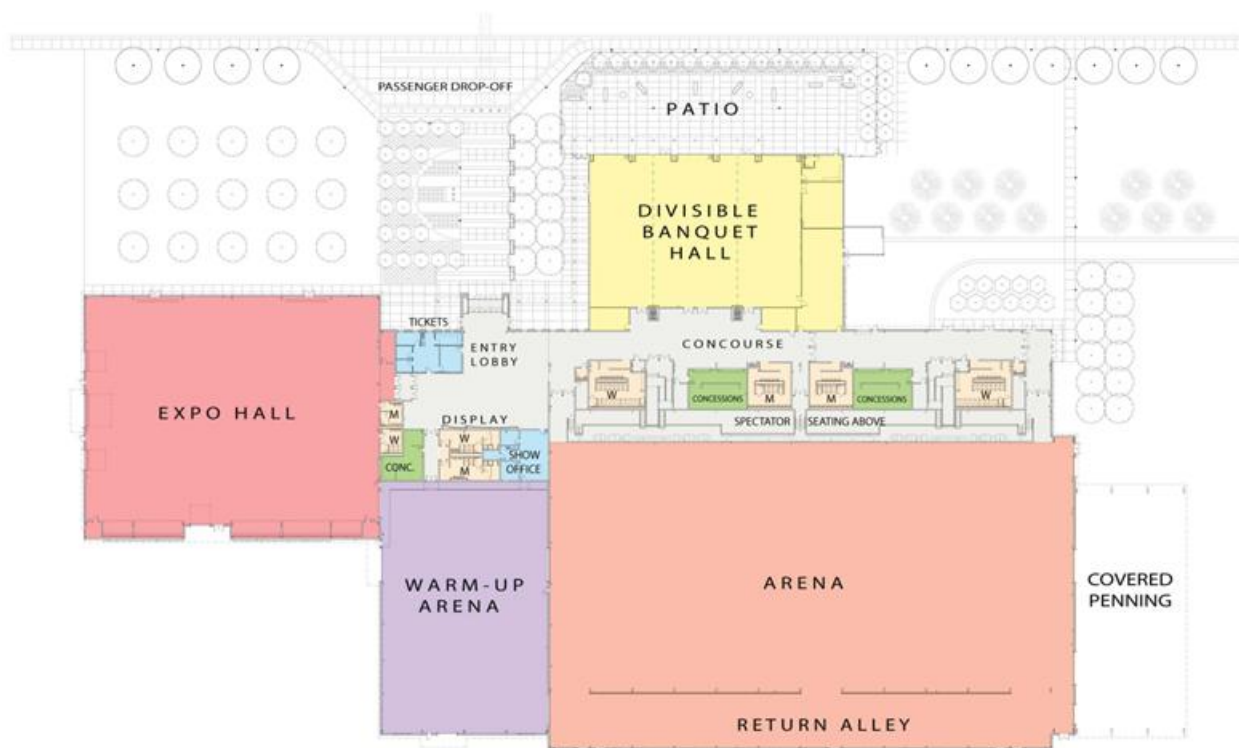 PASSENGER DROP-OFF
PATIO
DIVISIBLE
BANQUET
HALL
TICKETS
ENTRY
LOBBY
CONCOURSE
EXPO HALL
M
W
CONC.
DISPLAY
W
M
SHOW
OFFICE
W
CONCESSIONS
M
M
CONCESSIONS
W
SPECTATOR
SEATING ABOVE
WARM-UP
ARENA
ARENA
COVERED
PENNING
RETURN ALLEY